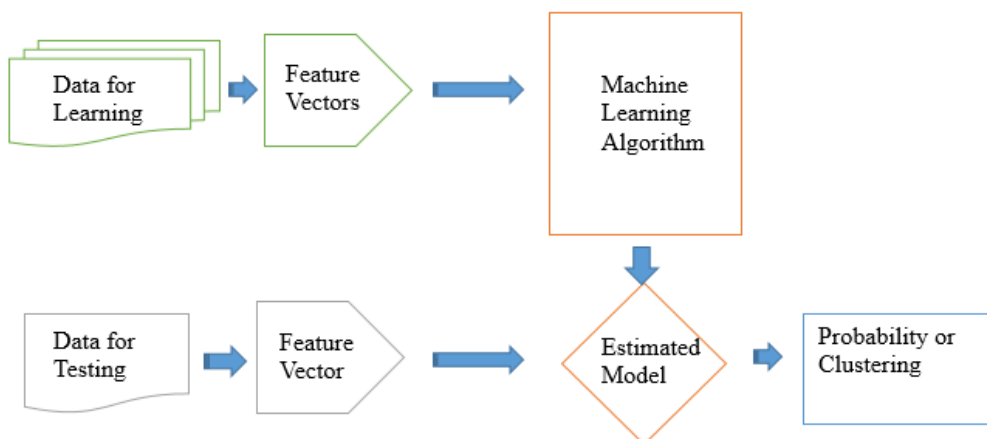 Data for
Learning
Feature
Vectors
Machine
Learning
Algorithm
Data for
Testing
Feature
Vector
Estimated
Model
Probability or
Clustering